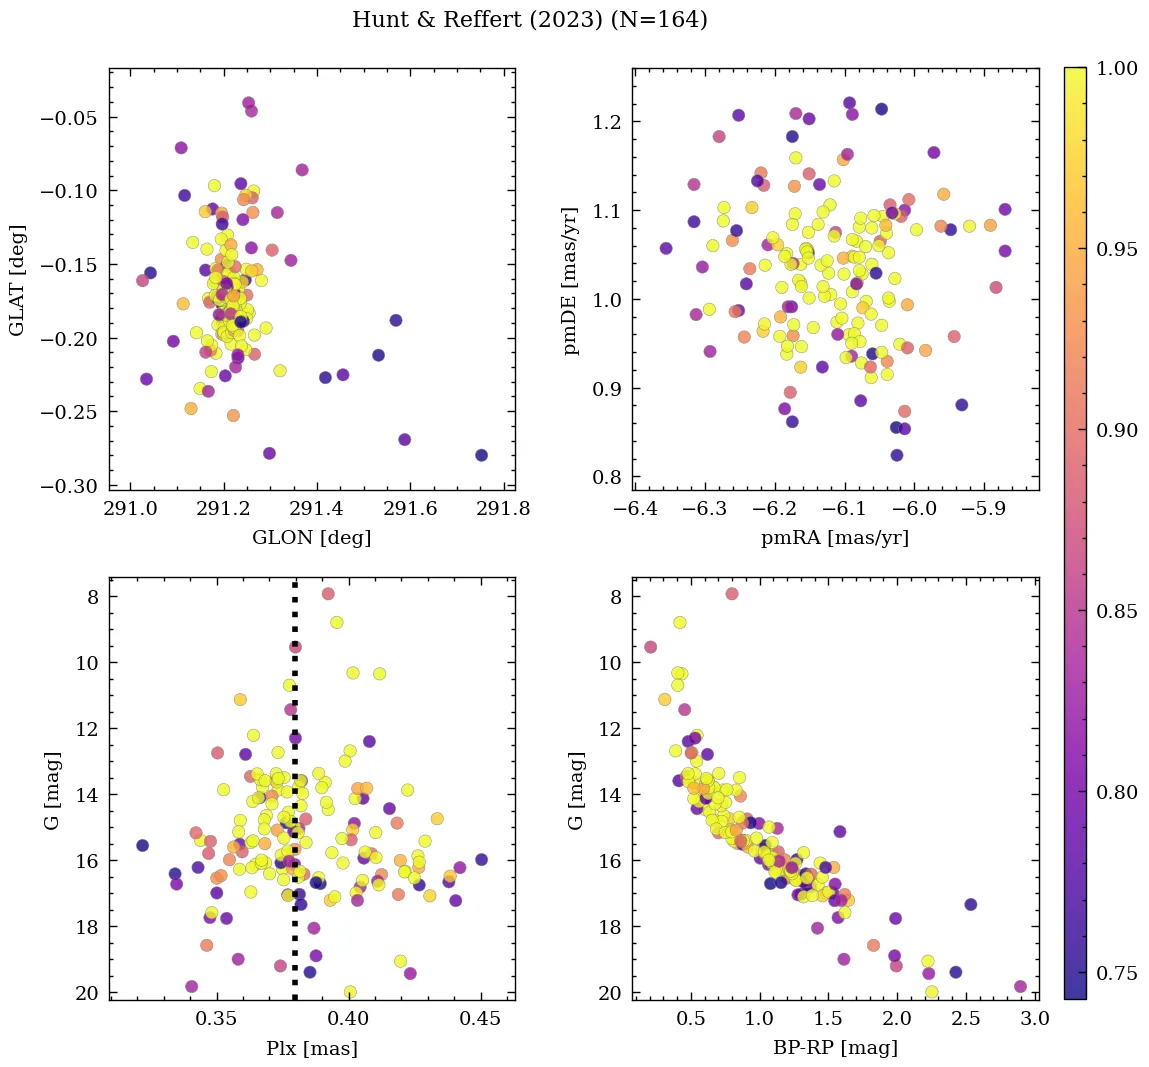 Hunt & Reffert (2023) (N=164)
−0.05
−0.10
−0.15
−0.20
−0.25
−0.30
GLAT [deg]
291.0 291.2 291.4 291.6 291.8
GLON [deg]
1.2
1.1
1.0
0.9
0.8
pmDE [mas/yr]
−6.4 −6.3 −6.2 −6.1 −6.0 −5.9
pmRA [mas/yr]
1.00
0.95
0.90
0.85
0.80
0.75
8
10
12
14
16
18
20
G [mag]
0.35 0.40 0.45
Plx [mas]
8
10
12
14
16
18
20
G [mag]
0.5 1.0 1.5 2.0 2.5 3.0
BP-RP [mag]